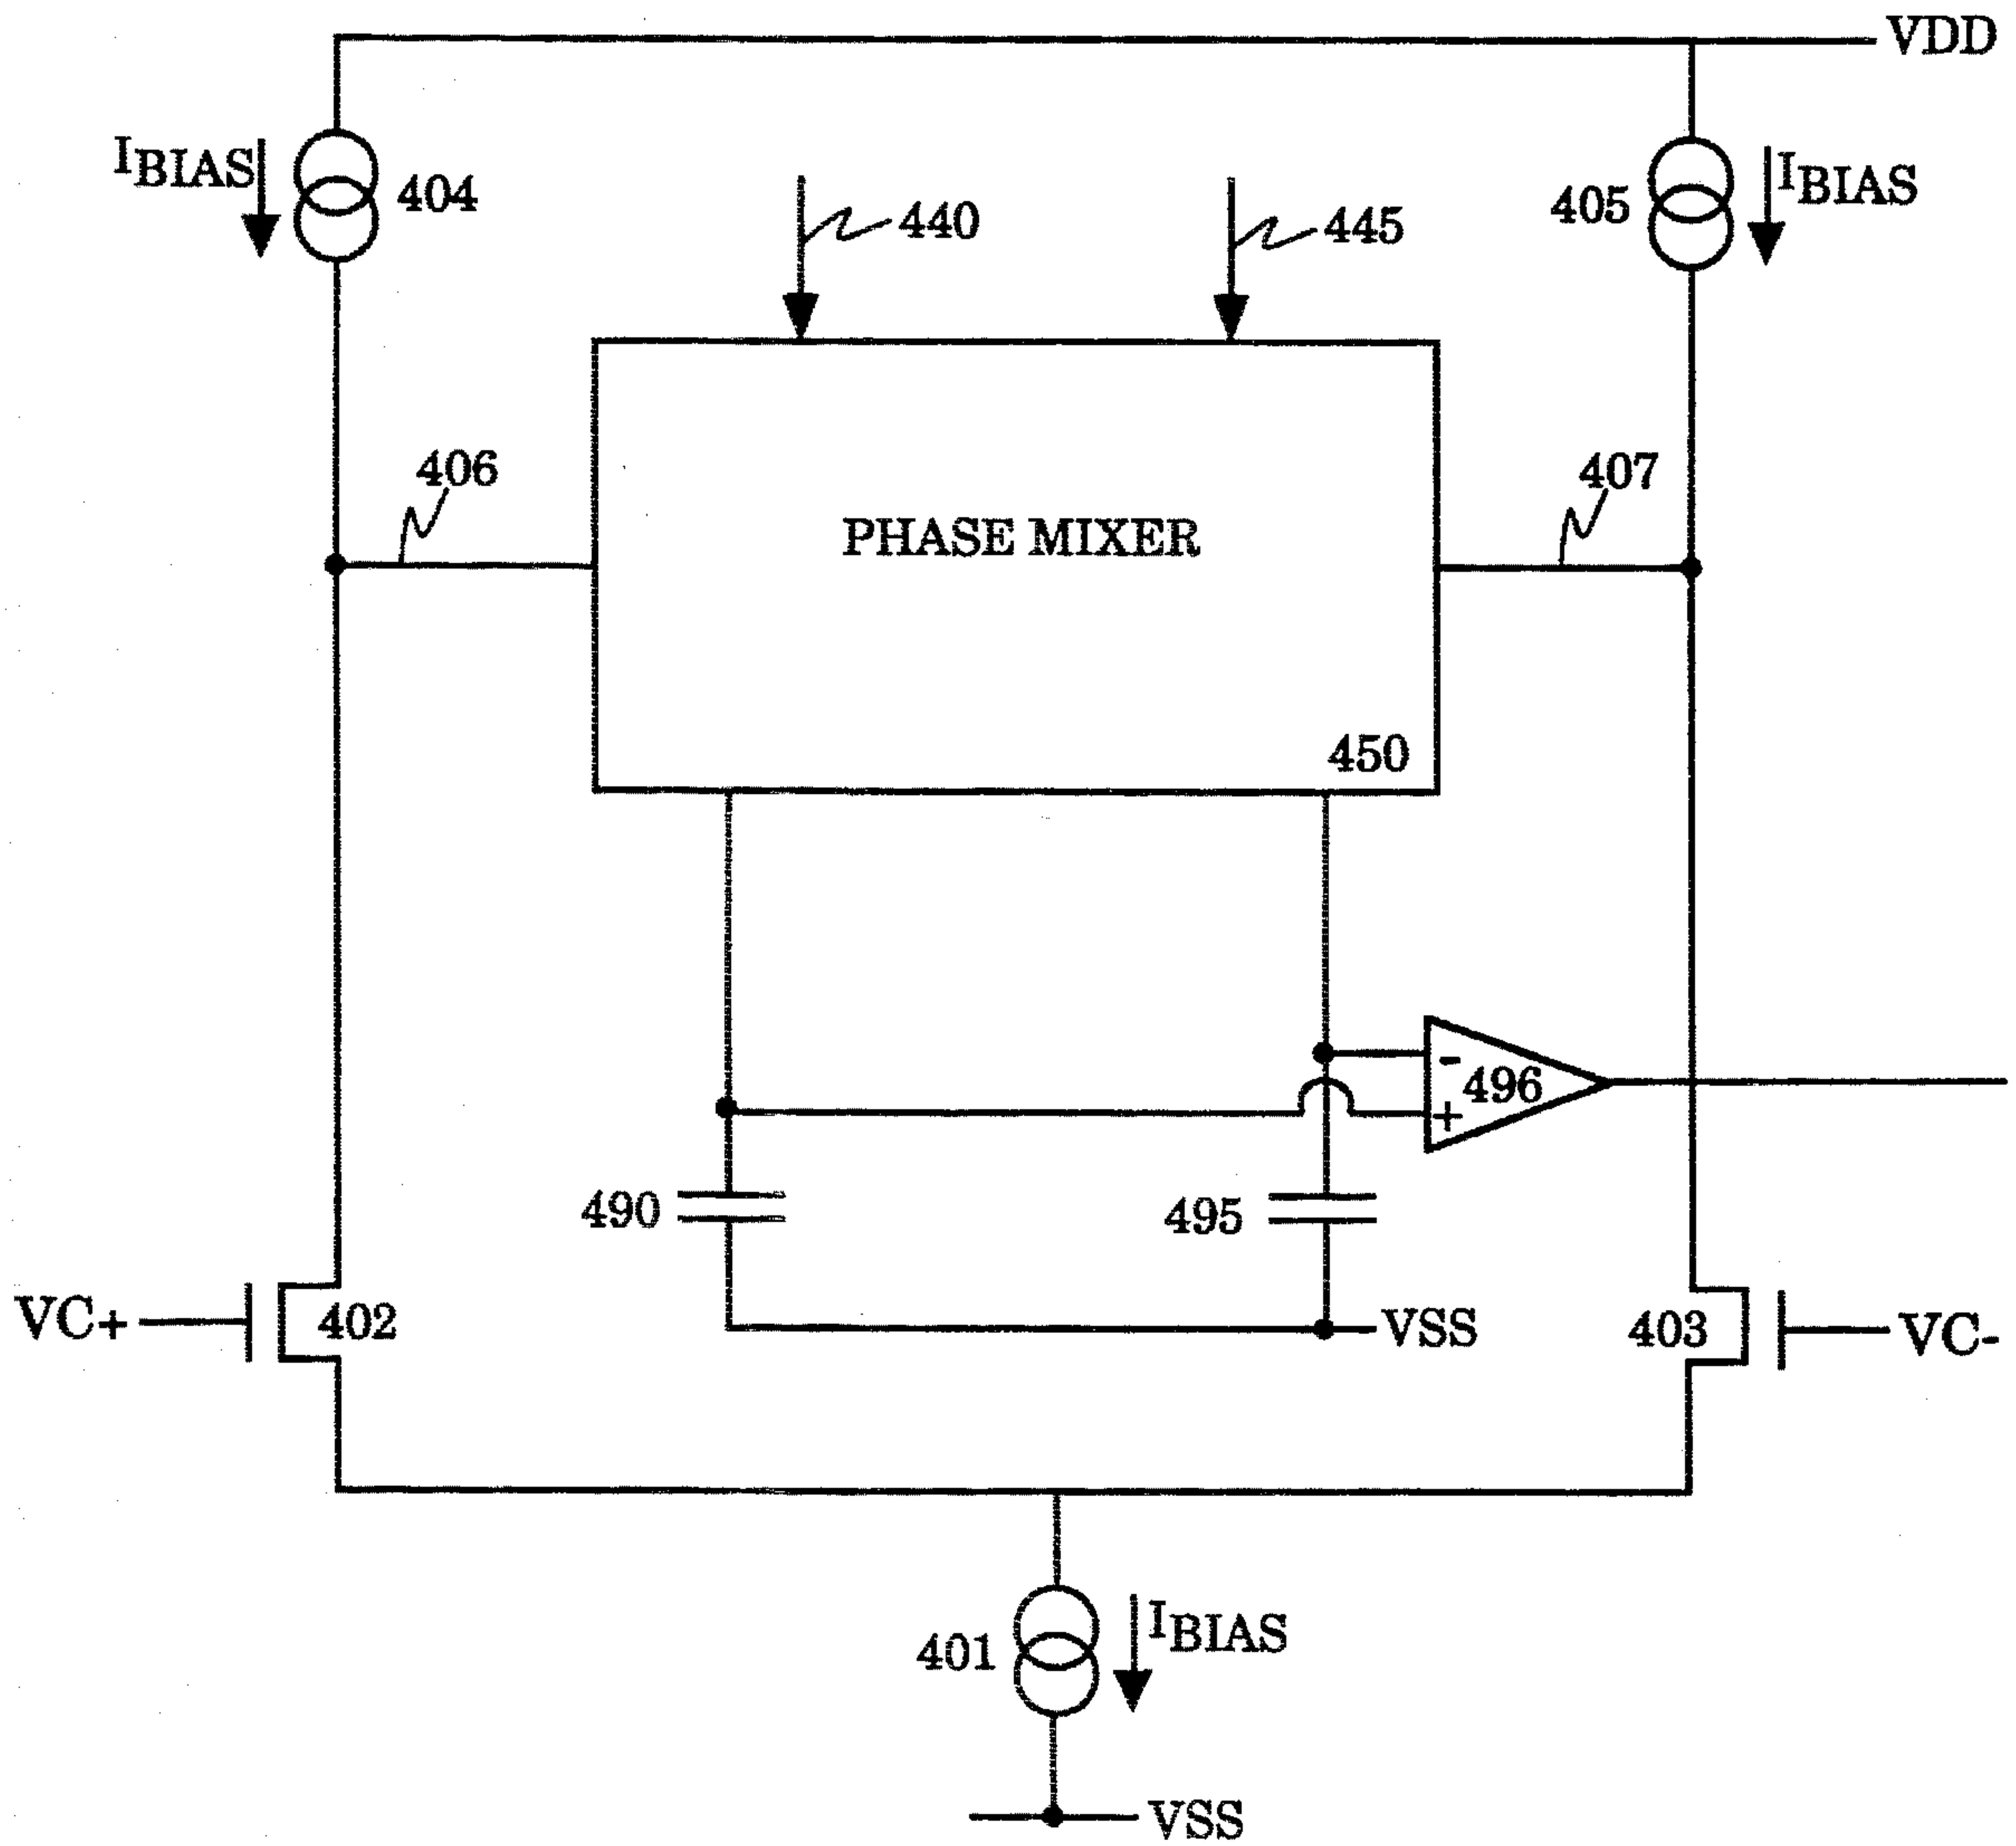 VDD
IBIAS
404
440
445
405
IBIAS
406
407
PHASE MIXER
450
-
496
+
490
495
VC+
402
VSS
403
VC-
401
IBIAS
VSS